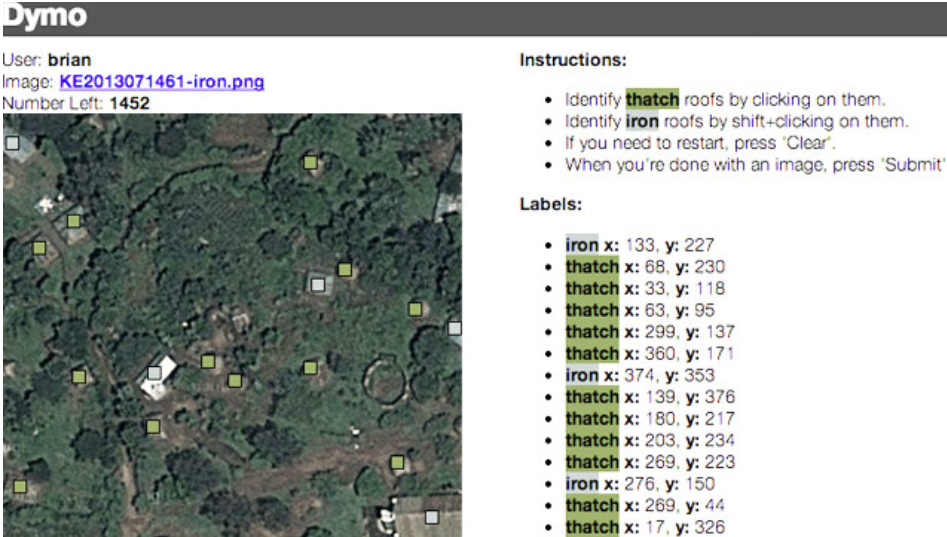 Dymo
User: brian
Image: KE2013071461-iron.png
Number Left: 1452
Instructions:
• Identify thatch roofs by clicking on them.
• Identify iron roofs by shift+clicking on them.
• If you need to restart, press 'Clear'.
• When you're done with an image, press 'Submit'
Labels:
• iron x: 133, y: 227
• thatch x: 68, y: 230
• thatch x: 33, y: 118
• thatch x: 63, y: 95
• thatch x: 299, y: 137
• thatch x: 360, y: 171
• iron x: 374, y: 353
• thatch x: 139, y: 376
• thatch x: 180, y: 217
• thatch x: 203, y: 234
• thatch x: 269, y: 223
• iron x: 276, y: 150
• thatch x: 269, y: 44
• thatch x: 17, y: 326